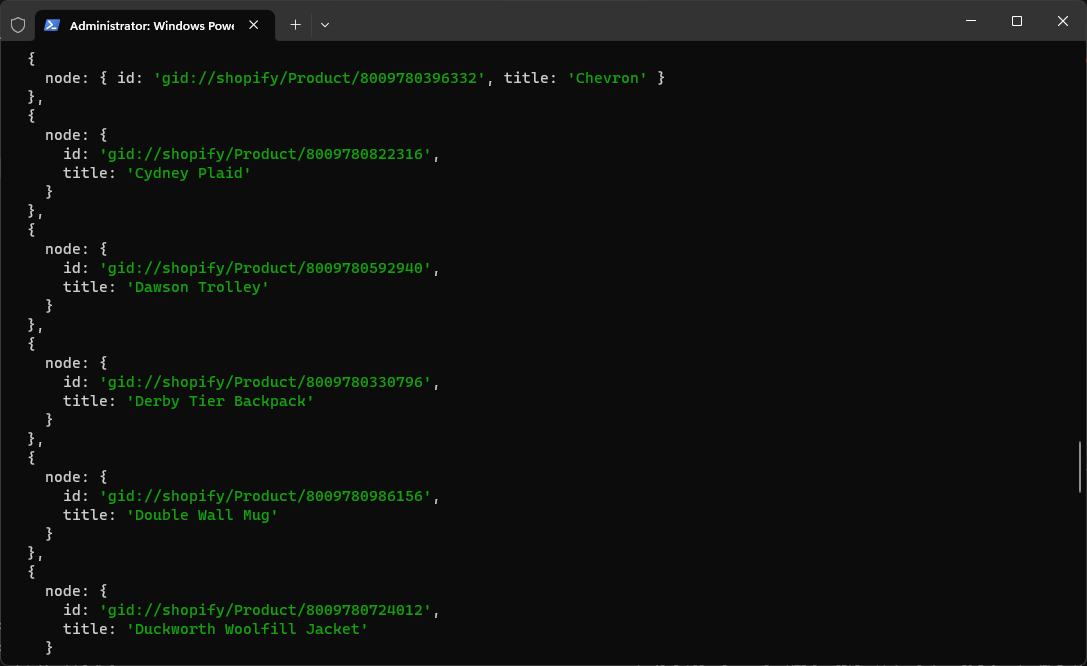 Administrator: Windows Powe
{
node: { id: 'gid://shopify/Product/8009780396332', title: 'Chevron' }
},
{
node: {
id: 'gid://shopify/Product/8009780822316',
title: 'Cydney Plaid'
}
},
{
node: {
id: 'gid://shopify/Product/8009780592940',
title: 'Dawson Trolley'
}
},
{
node: {
id: 'gid://shopify/Product/8009780330796',
title: 'Derby Tier Backpack'
}
},
{
node: {
id: 'gid://shopify/Product/8009780986156',
title: 'Double Wall Mug'
}
},
{
node: {
id: 'gid://shopify/Product/8009780724012',
title: 'Duckworth Woolfill Jacket'
}